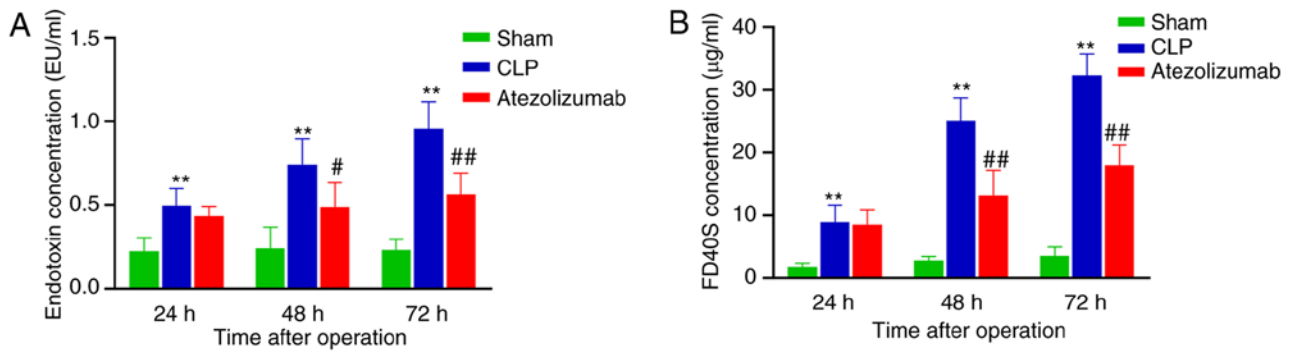 A
Endotoxin concentration (EU/ml)
1.5
1.0
0.5
0.0
Sham
CLP
Atezolizumab
**
**
#
**
##
24 h
48 h
72 h
Time after operation
B
FD40S concentration (μg/ml)
40
30
20
10
0
Sham
CLP
Atezolizumab
**
**
##
**
##
24 h
48 h
72 h
Time after operation